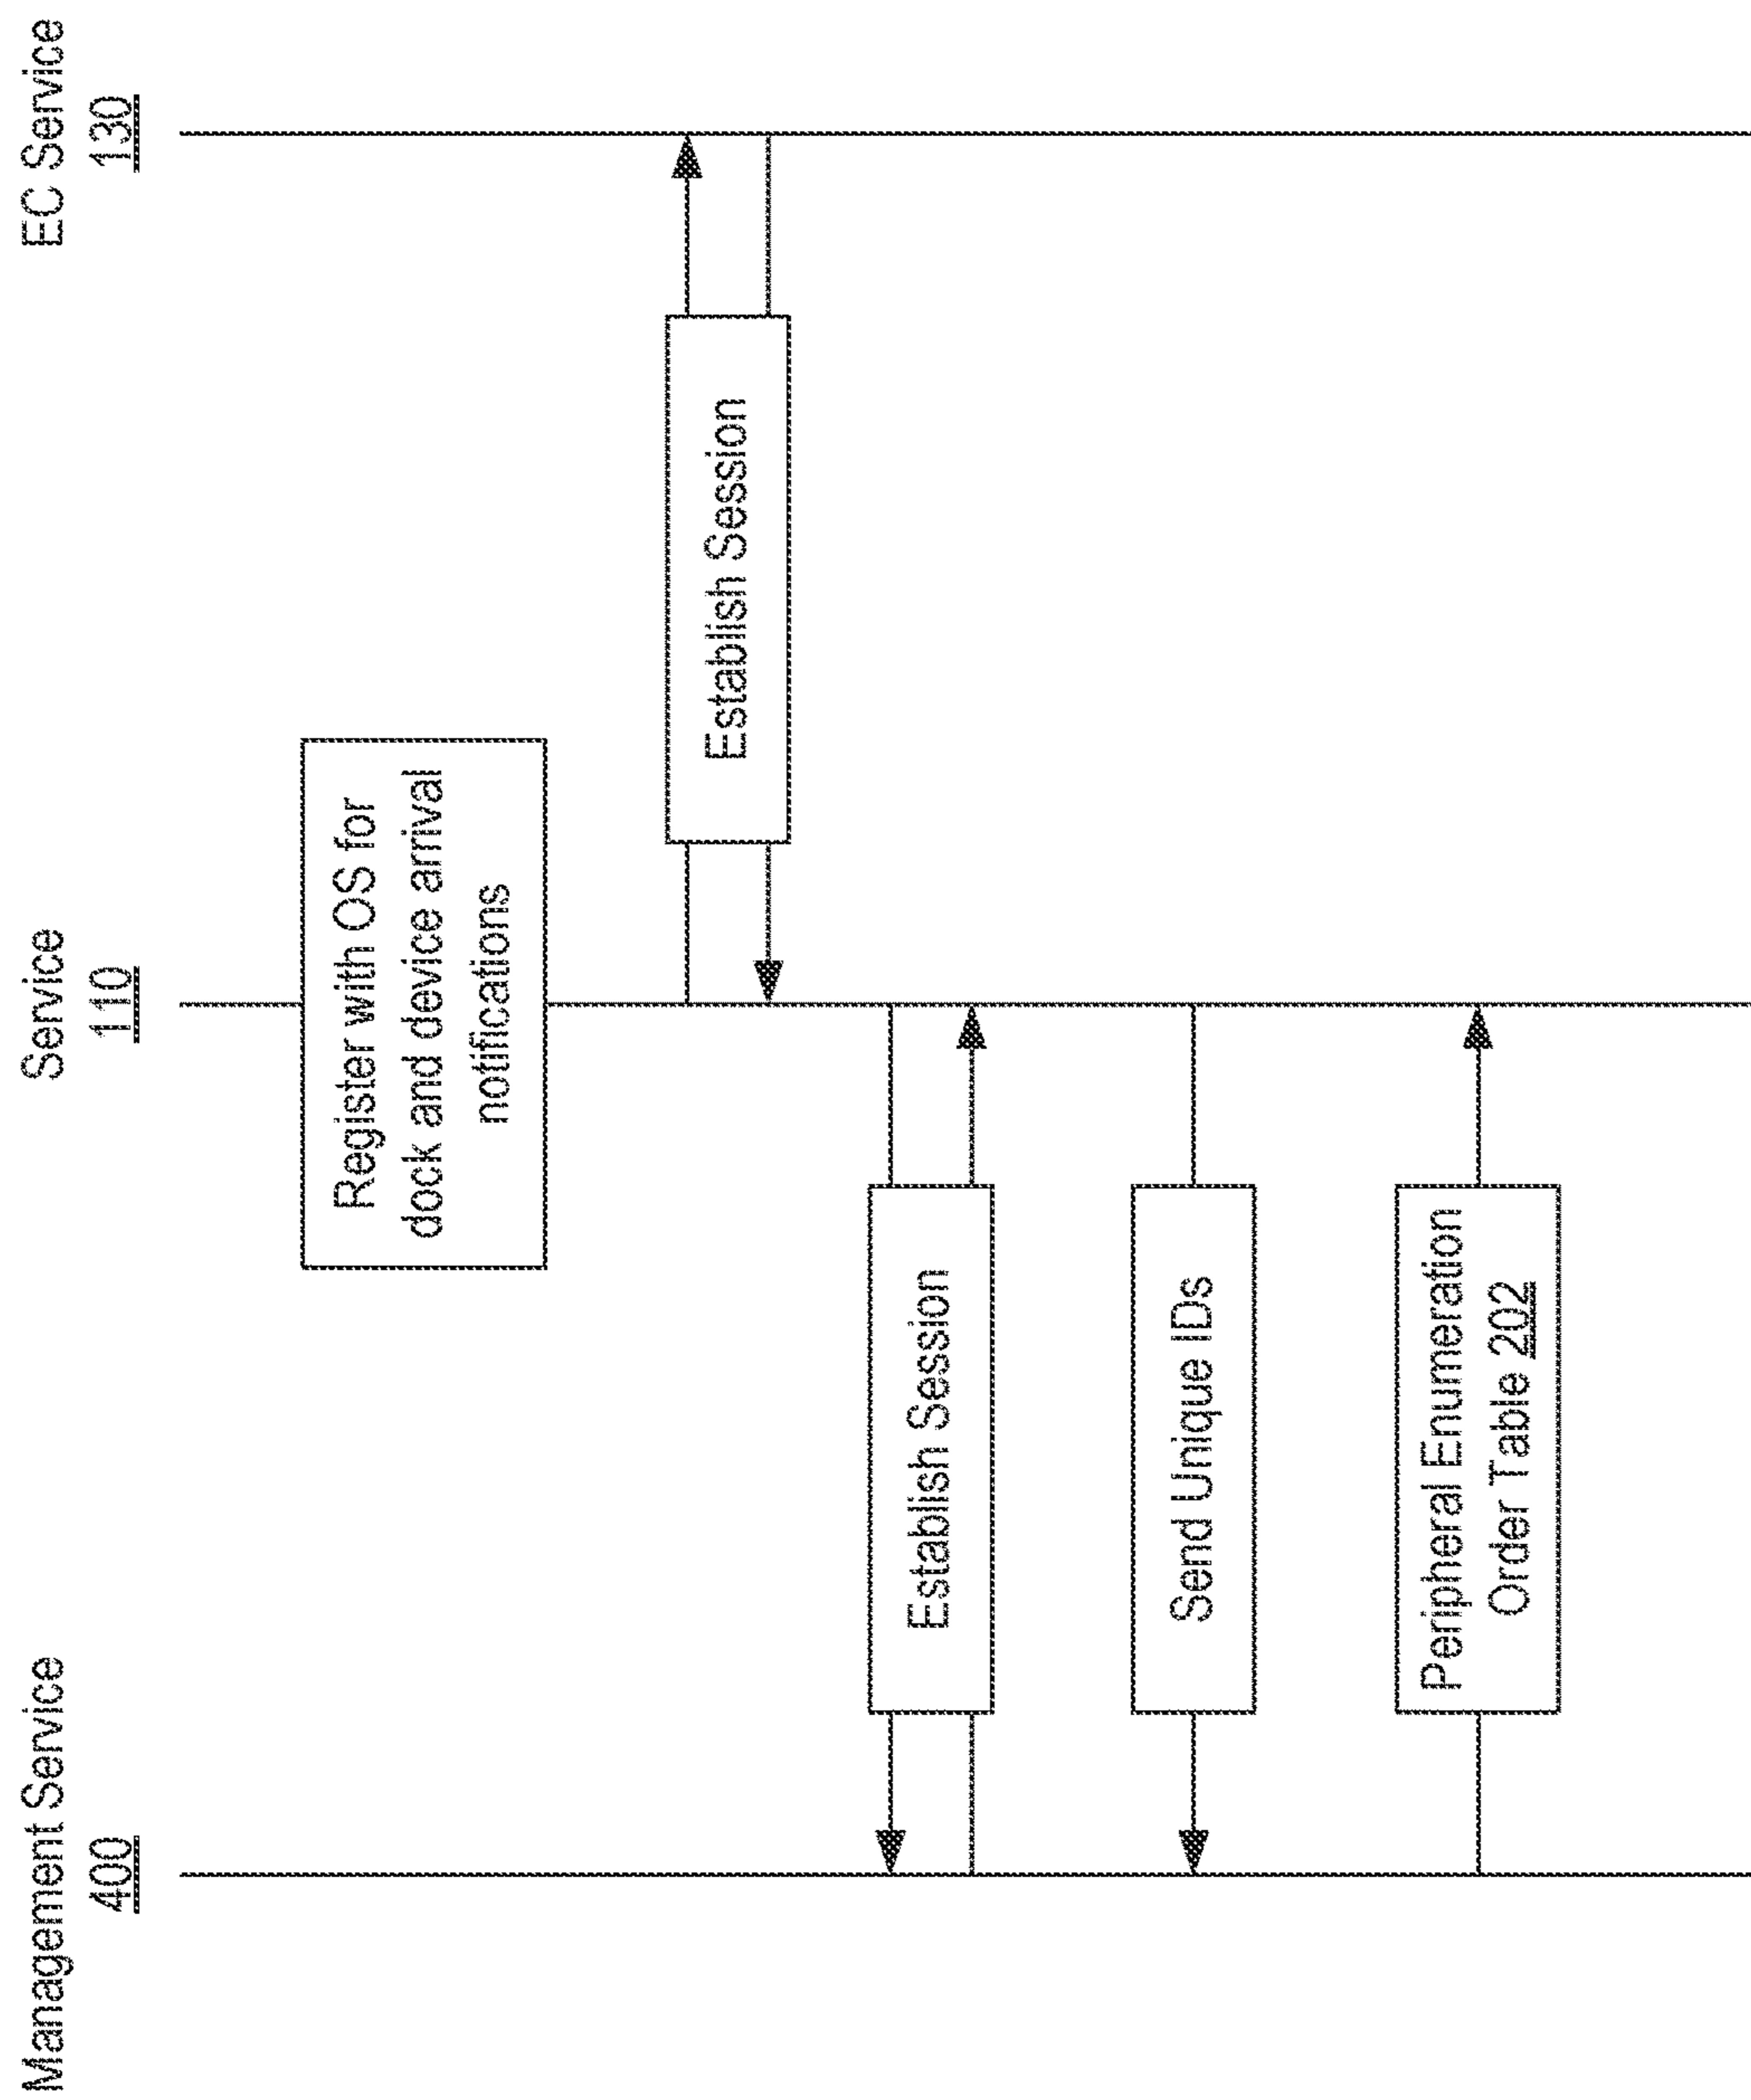 Management Service
400
Service
110
EC Service
130
Register with OS for
dock and device arrival
notifications
Establish Session
Establish Session
Send Unique IDs
Peripheral Enumeration
Order Table 202